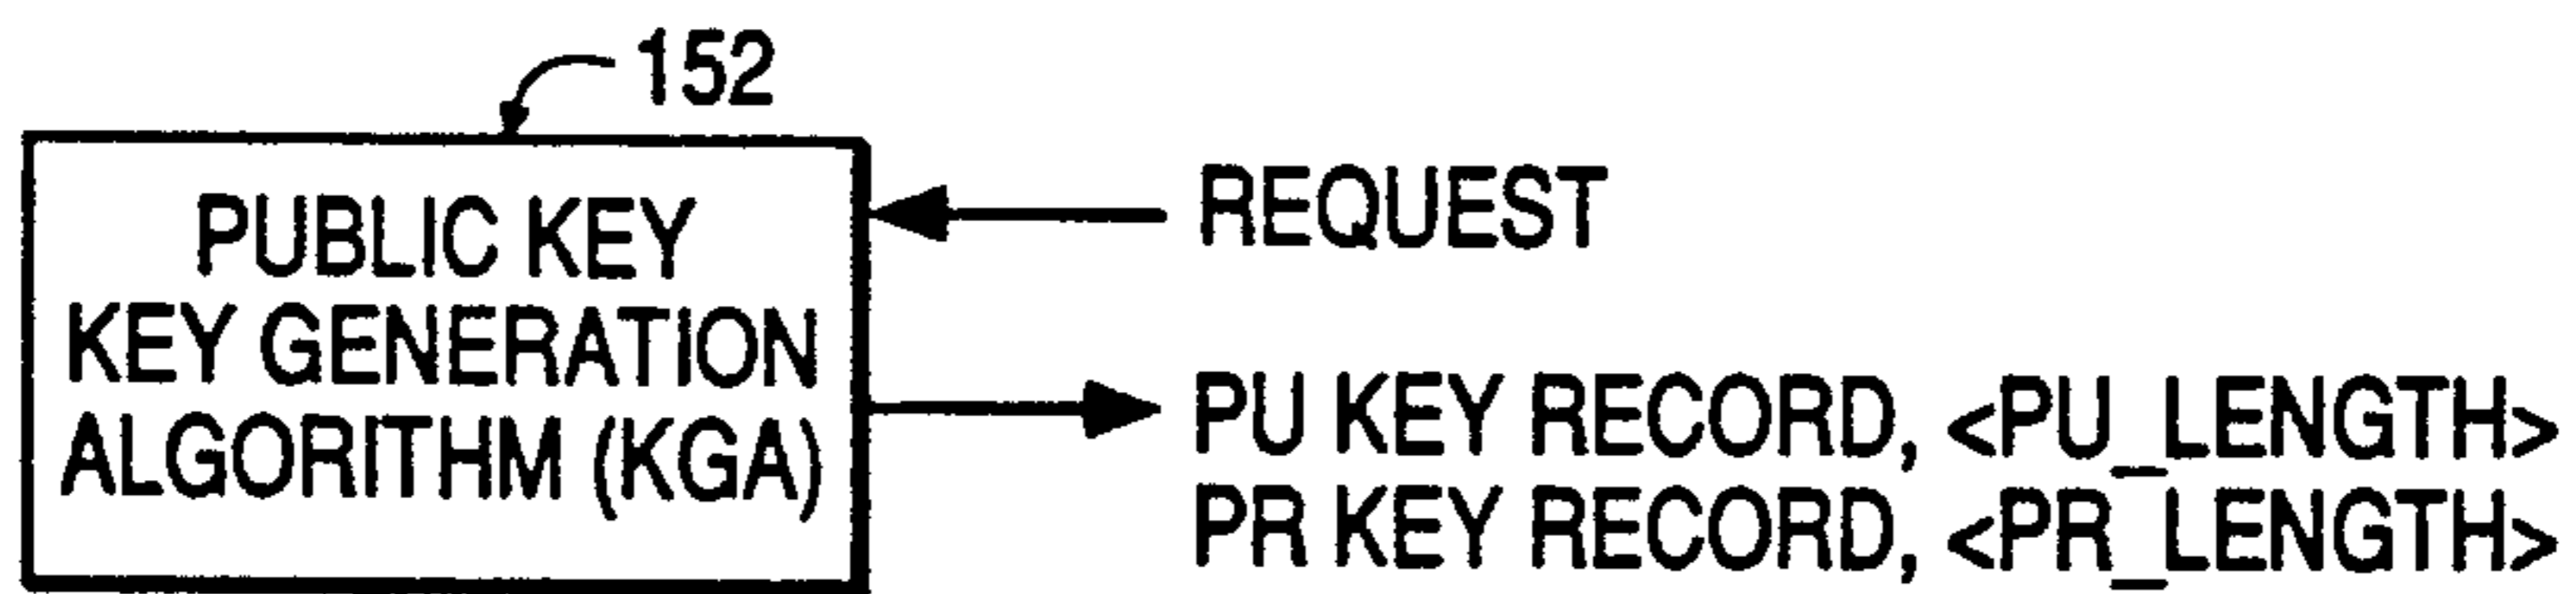 152
PUBLIC KEY
KEY GENERATION
ALGORITHM (KGA)
REQUEST
PU KEY RECORD, <PU_LENGTH>
PR KEY RECORD, <PR_LENGTH>